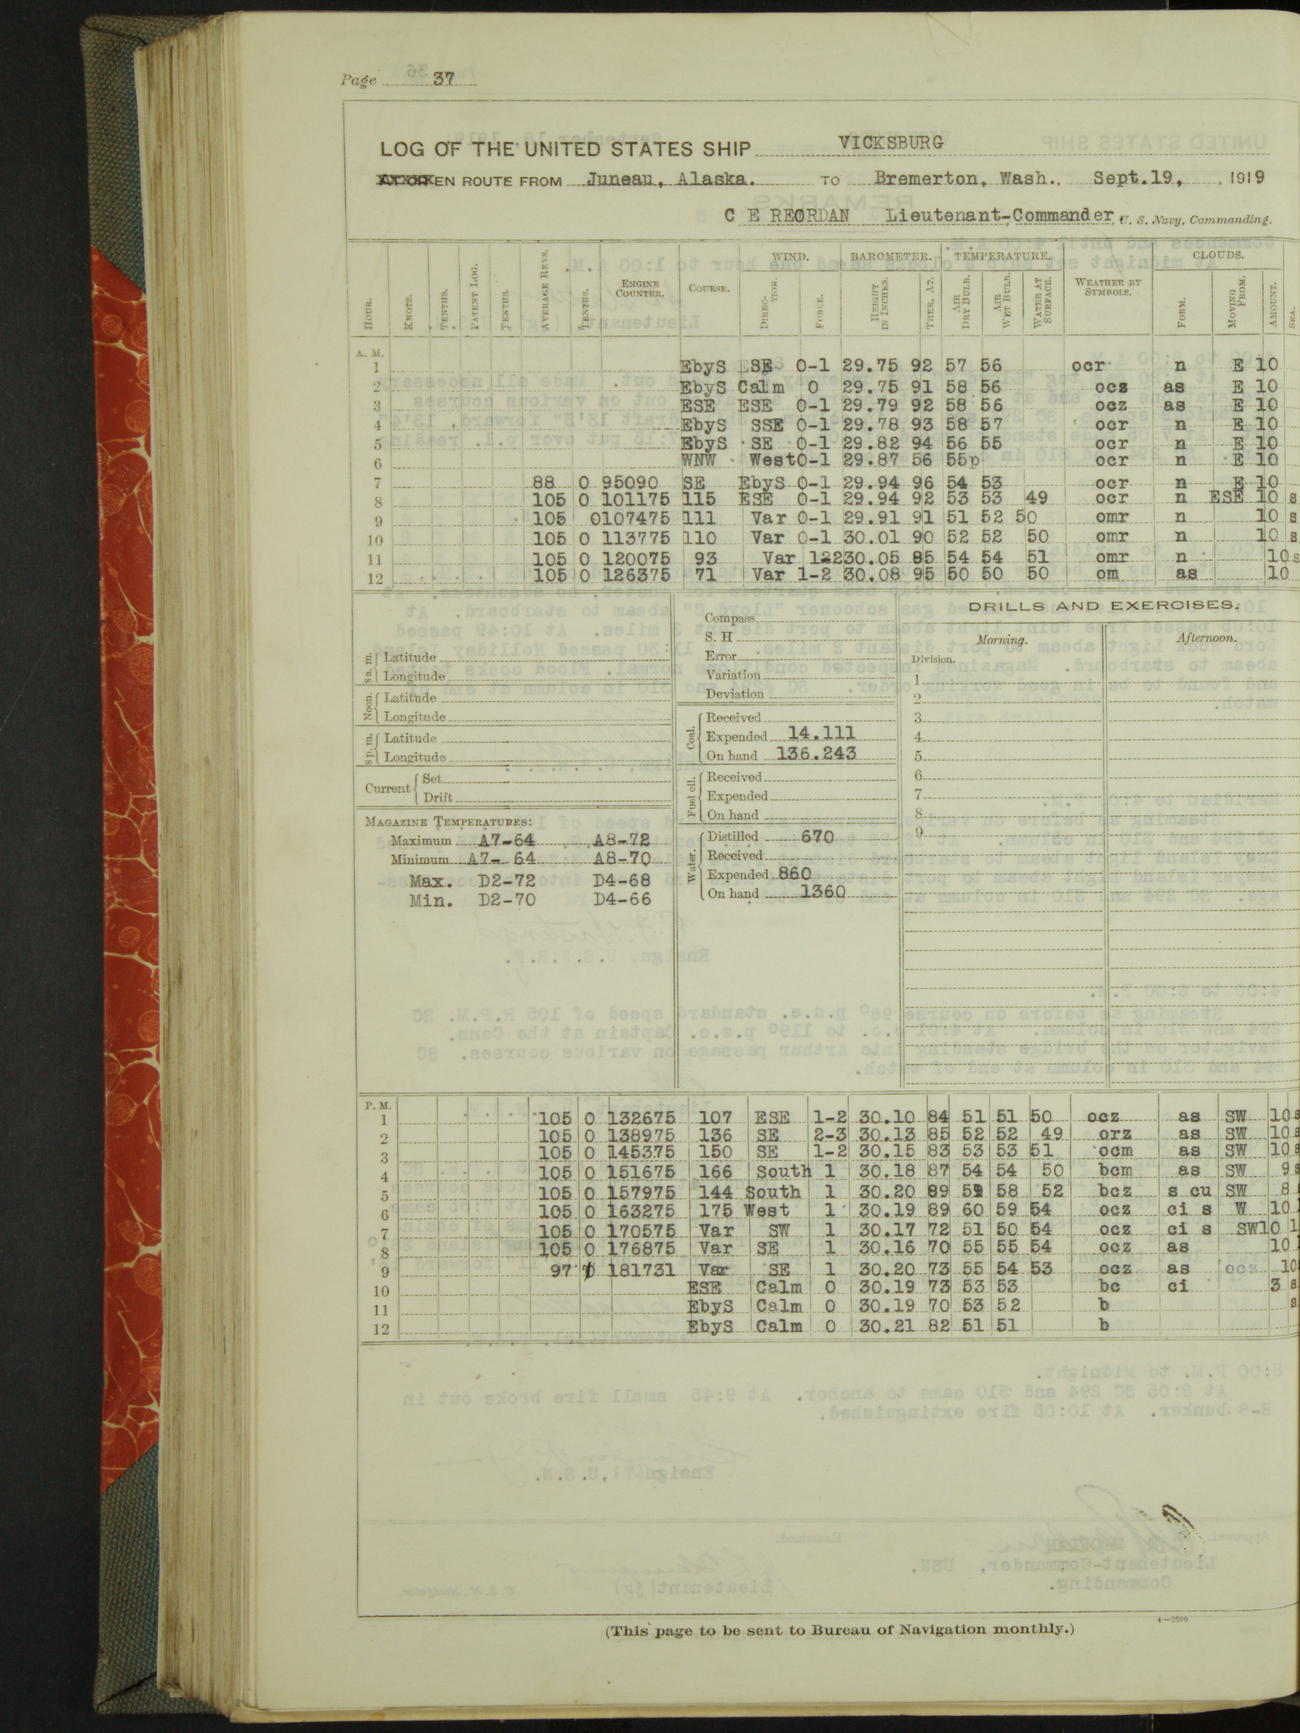 Page 37
LOG OF THE UNITED STATES SHIP VICKSBURG
EN ROUTE FROM Juneau, Alaska. TO Bremerton, Wash., Sept.19, 1919
C E REORDAN Lieutenant-Commander, U. S. Navy, Commanding.
WIND. BAROMETER. TEMPERATURE. CLOUDS.
HOUR. KNOTS. TENTHS. PATENT LOG. TENTHS. AVERAGE REVS. TENTHS. ENGINE COUNTER. COURSE. DIRECTION. FORCE. HEIGHT IN INCHES. THER. AT. AIR DRY BULB. AIR WET BULB. WATER AT SURFACE. WEATHER BY SYMBOLS. FORM. MOVING FROM. AMOUNT. SEA.
A. M.
1 EbyS ESE 0-1 29.75 92 57 56 ocr n E 10
2 EbyS Calm 0 29.75 91 58 56 ocz as E 10
3 ESE ESE 0-1 29.79 92 58 56 ocz as E 10
4 EbyS SSE 0-1 29.78 93 58 57 ocr n E 10
5 EbyS SE 0-1 29.82 94 56 55 ocr n E 10
6 WNW West0-1 29.87 56 55p ocr n E 10
7 88 0 95090 SE EbyS 0-1 29.94 96 54 53 ocr n E 10
8 105 0 101175 115 ESE 0-1 29.94 92 53 53 49 ocr n ESE 10 s
9 105 0107475 111 Var 0-1 29.91 91 51 52 50 omr n 10 s
10 105 0 113775 110 Var 0-1 30.01 90 52 52 50 omr n 10 s
11 105 0 120075 93 Var 1-2 30.05 85 54 54 51 omr n 10 s
12 105 0 126375 71 Var 1-2 30.08 95 50 50 50 om as 10
DRILLS AND EXERCISES.
Morning. Afternoon.
Division.
1
2
3
4
5
6
7
8
9
8 a. m. Latitude
Longitude
Noon. Latitude
Longitude
8 p. m. Latitude
Longitude
Current Set
Drift
MAGAZINE TEMPERATURES:
Maximum A7-64 A8-72
Minimum A7- 64 A8-70
Max. D2-72 D4-68
Min. D2-70 D4-66
Compass
S. H
Error
Variation
Deviation
Coal. Received
Expended 14.111
On hand 136.243
Fuel oil. Received
Expended
On hand
Water. Distilled 670
Received
Expended 860
On hand 1360
P. M.
1 105 0 132675 107 ESE 1-2 30.10 84 51 51 50 ocz as SW 10 s
2 105 0 138975 136 SE 2-3 30.13 85 52 52 49 orz as SW 10 s
3 105 0 145375 150 SE 1-2 30.15 83 53 53 51 ocm as SW 10 s
4 105 0 151675 166 South 1 30.18 87 54 54 50 bcm as SW 9 s
5 105 0 157975 144 South 1 30.20 89 59 58 52 bcz s cu SW 8
6 105 0 163275 175 West 1 30.19 89 60 59 54 ocz ci s W 10
7 105 0 170575 Var SW 1 30.17 72 51 50 54 ocz ci s SW10 1
8 105 0 176875 Var SE 1 30.16 70 55 55 54 ocz as 10
9 97 181731 Var SE 1 30.20 73 55 54 53 ocz as ocz 10
10 ESE Calm 0 30.19 73 53 53 bc ci 3 s
11 EbyS Calm 0 30.19 70 53 52 b s
12 EbyS Calm 0 30.21 82 51 51 b
(This page to be sent to Bureau of Navigation monthly.)